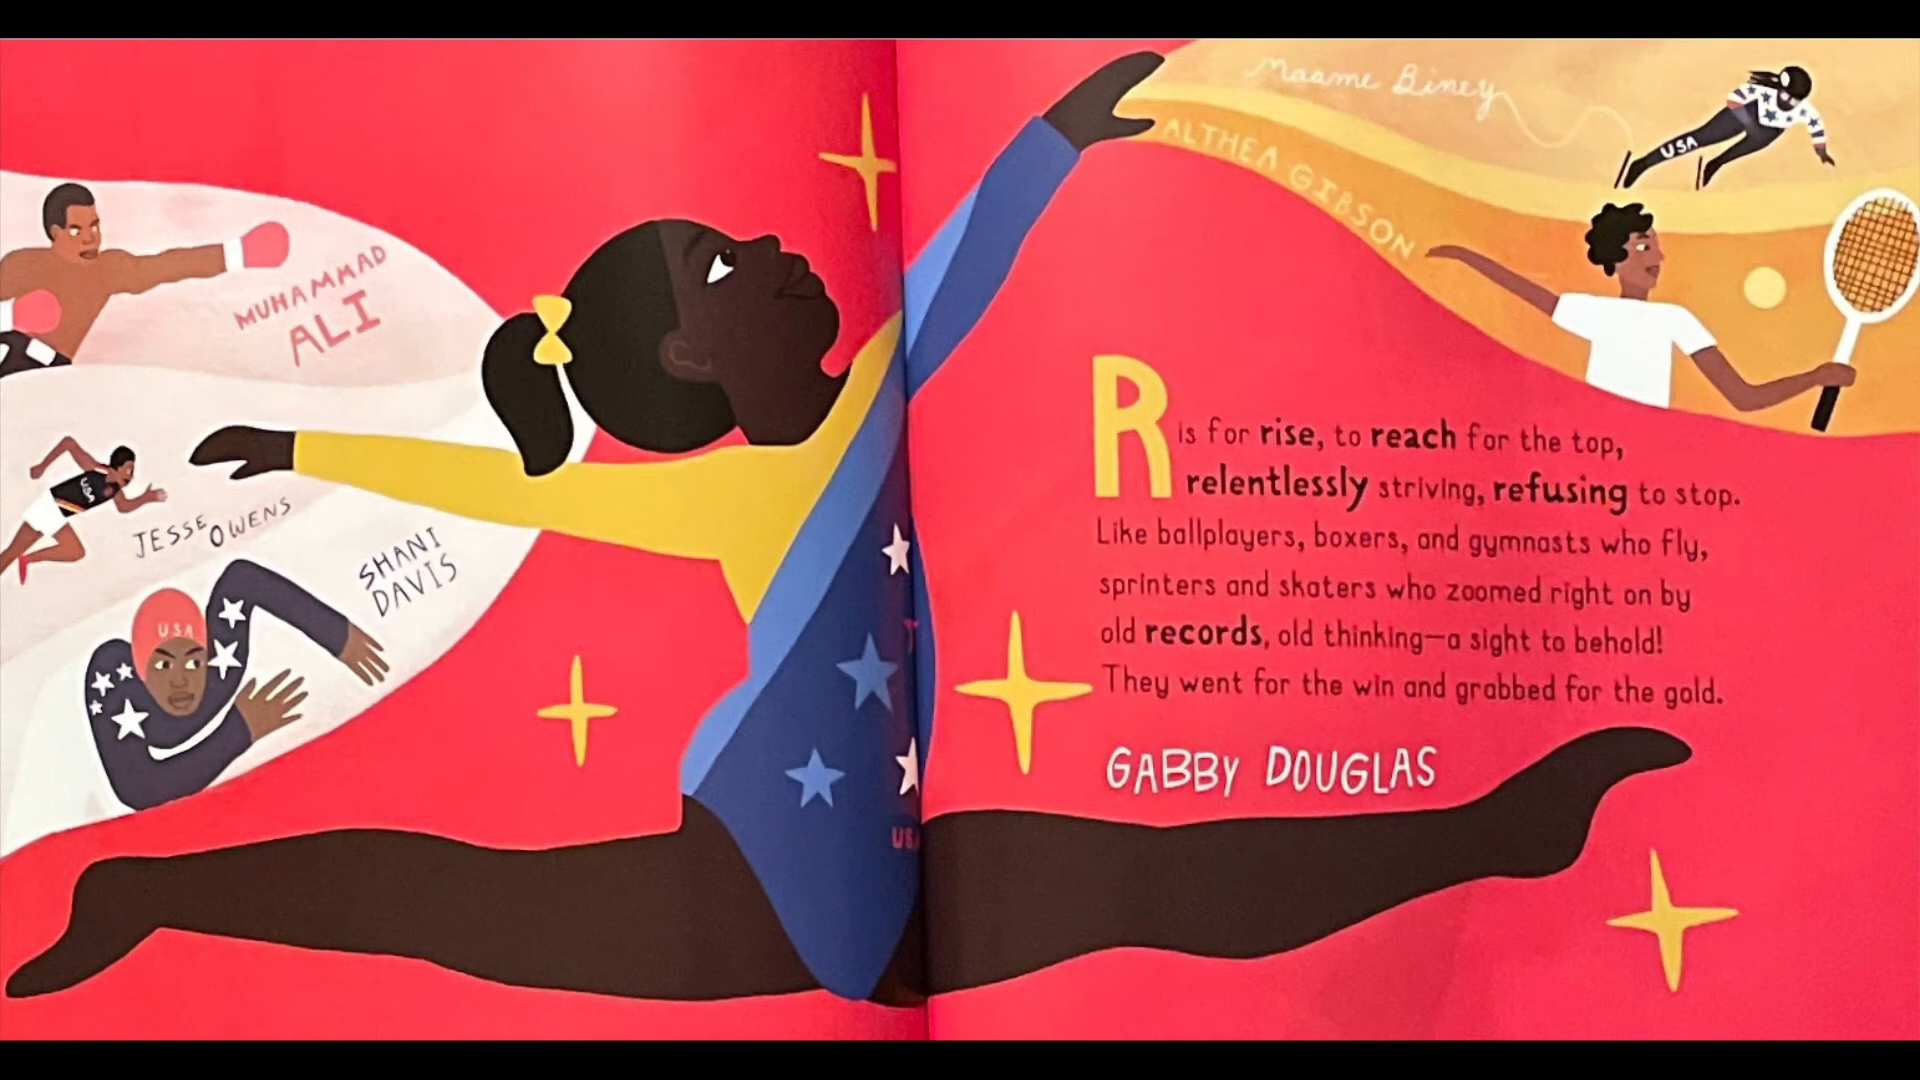 MUHAMMAD
ALI
USA
JESSE OWENS
SHANI
DAVIS
USA
USA
Maame Biney
USA
ALTHEA GIBSON
R is for rise, to reach for the top,
relentlessly striving, refusing to stop.
Like ballplayers, boxers, and gymnasts who fly,
sprinters and skaters who zoomed right on by
old records, old thinking—a sight to behold!
They went for the win and grabbed for the gold.
GABBY DOUGLAS